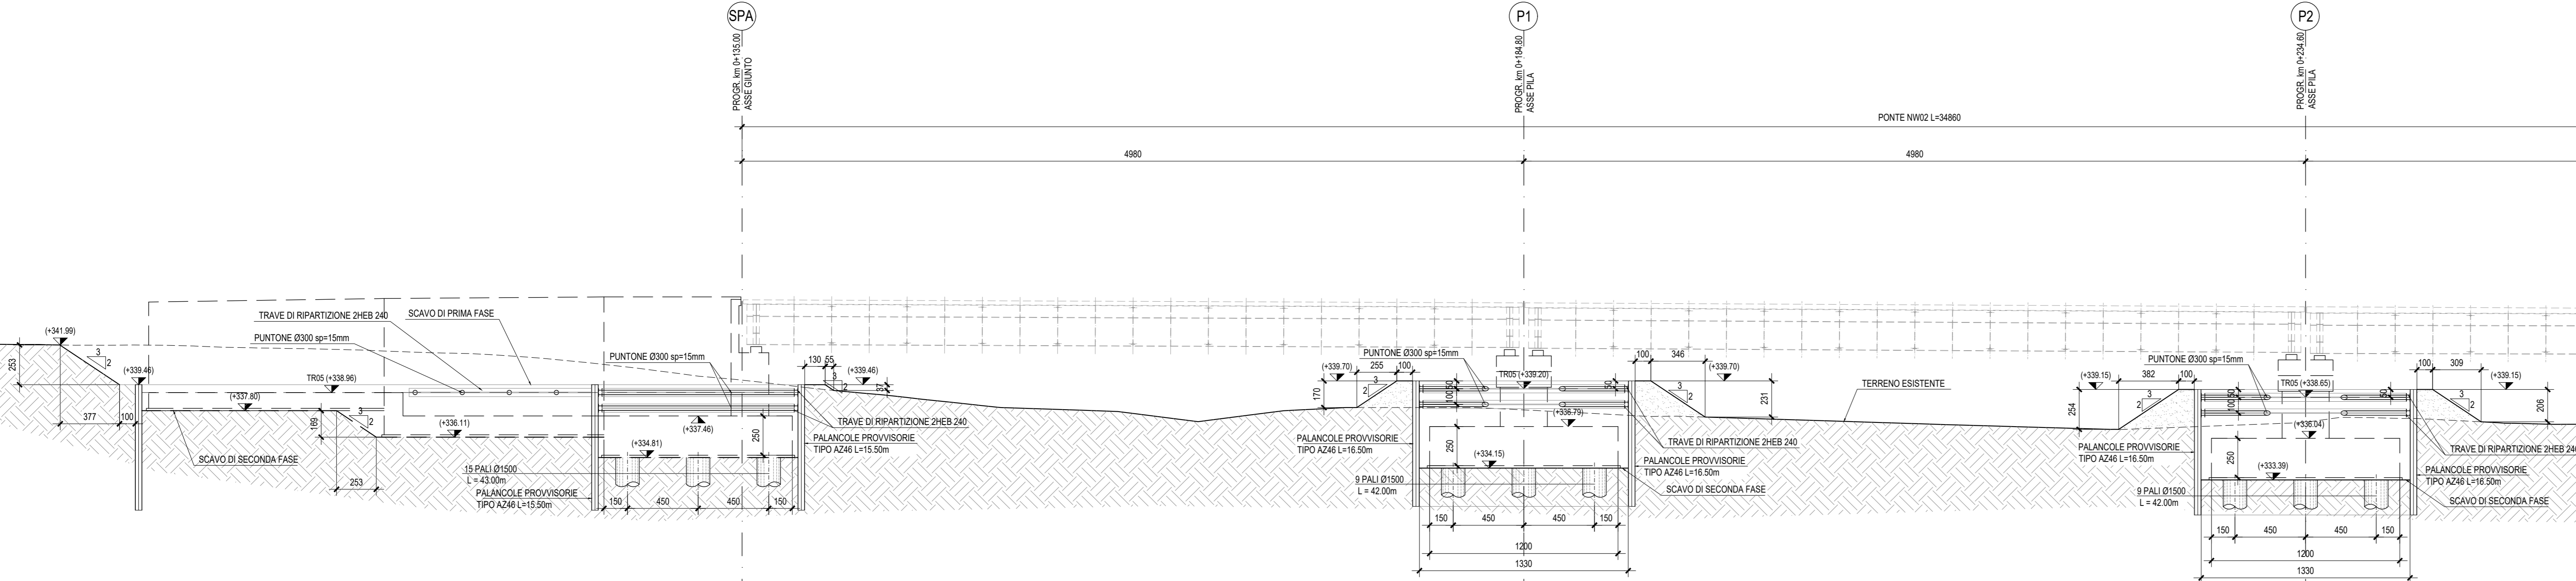 SPA
P1
P2
PROGR. km 0+135.00
ASSE GIUNTO
PROGR. km 0+184.80
ASSE PILA
PROGR. km 0+234.60
ASSE PILA
PONTE NW02 L=34860
4980
4980
TRAVE DI RIPARTIZIONE 2HEB 240
SCAVO DI PRIMA FASE
PUNTONE Ø300 sp=15mm
(+341.99)
253
3
2
(+339.46)
377
100
TR05 (+338.96)
(+337.80)
169
3
2
253
(+336.11)
SCAVO DI SECONDA FASE
PUNTONE Ø300 sp=15mm
130
55
3
2
37
(+339.46)
TRAVE DI RIPARTIZIONE 2HEB 240
(+337.46)
250
(+334.81)
PALANCOLE PROVVISORIE
TIPO AZ46 L=15.50m
15 PALI Ø1500
L = 43.00m
PALANCOLE PROVVISORIE
TIPO AZ46 L=15.50m
150
450
450
150
PUNTONE Ø300 sp=15mm
(+339.70)
255
100
3
2
170
50
100
TR05 (+339.20)
50
100
346
3
2
(+339.70)
231
(+336.79)
250
(+334.15)
TRAVE DI RIPARTIZIONE 2HEB 240
PALANCOLE PROVVISORIE
TIPO AZ46 L=16.50m
PALANCOLE PROVVISORIE
TIPO AZ46 L=16.50m
9 PALI Ø1500
L = 42.00m
SCAVO DI SECONDA FASE
150
450
450
150
1200
1330
TERRENO ESISTENTE
PUNTONE Ø300 sp=15mm
(+339.15)
382
100
3
2
254
50
100
TR05 (+338.65)
50
100
309
3
2
(+339.15)
206
(+336.04)
250
(+333.39)
TRAVE DI RIPARTIZIONE 2HEB 240
PALANCOLE PROVVISORIE
TIPO AZ46 L=16.50m
PALANCOLE PROVVISORIE
TIPO AZ46 L=16.50m
9 PALI Ø1500
L = 42.00m
SCAVO DI SECONDA FASE
150
450
450
150
1200
1330